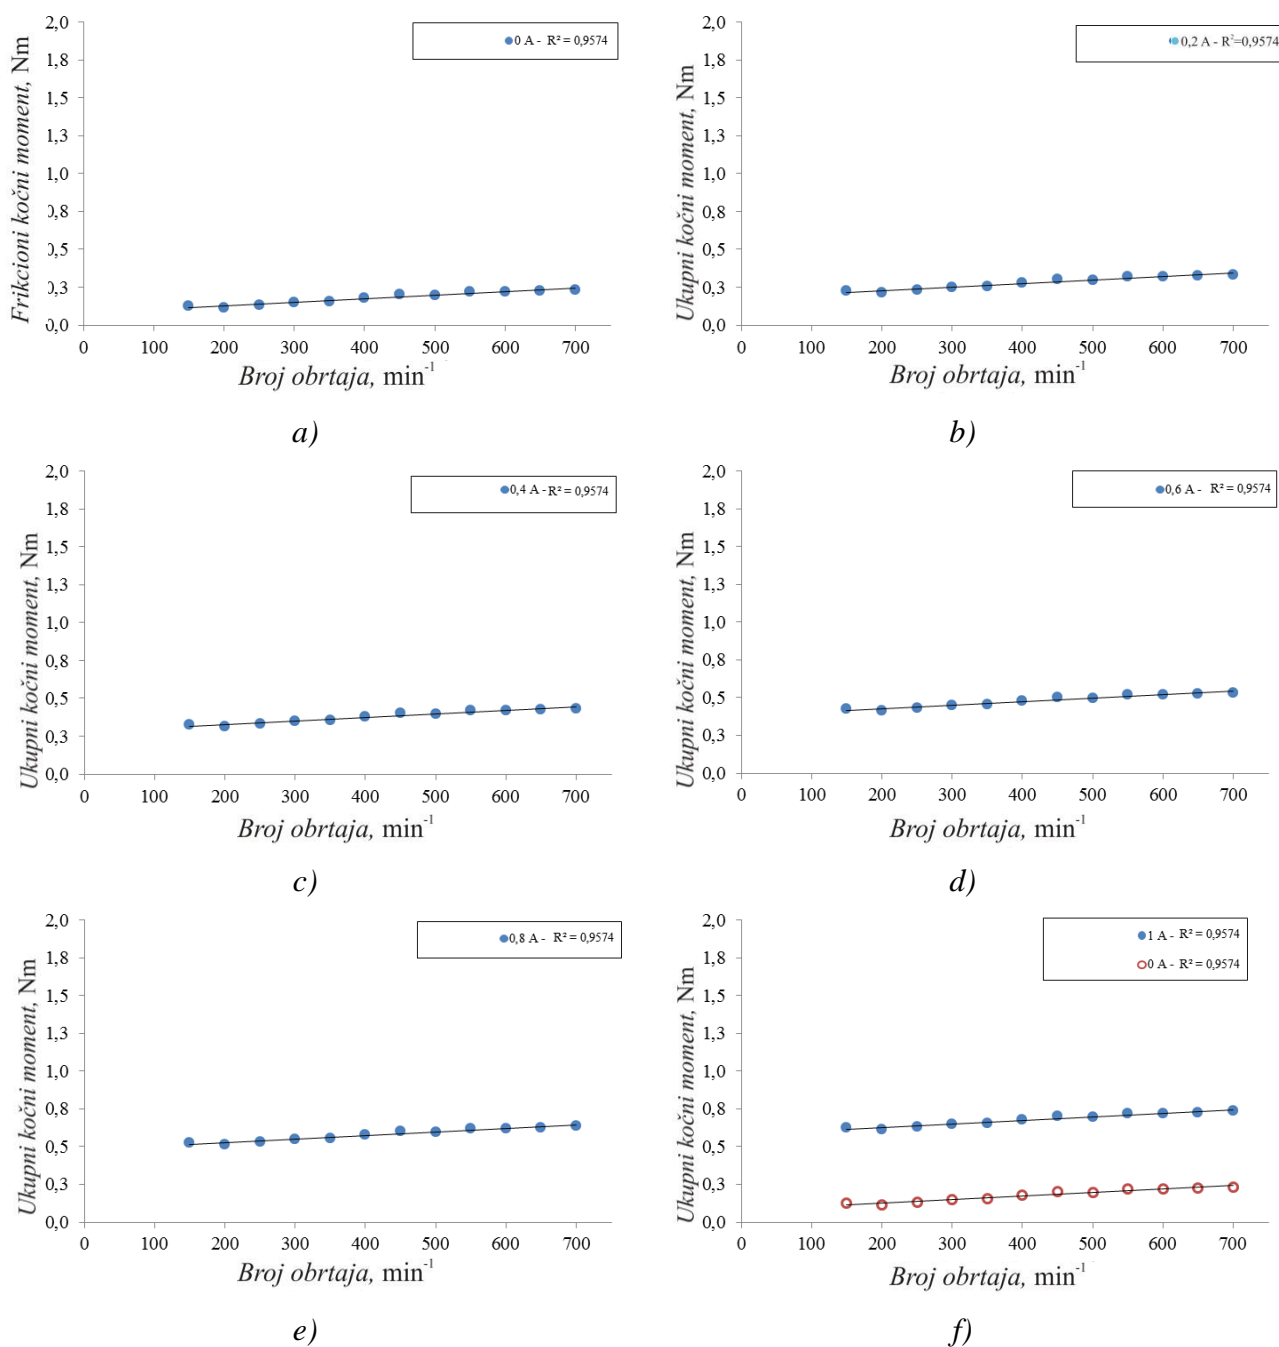 2,0
1,8
1,5
1,3
1,0
0,8
0,5
0,3
0,0
Frikcioni kočni moment, Nm
0 A - R² = 0,9574
0 100 200 300 400 500 600 700
Broj obrtaja, min⁻¹
a)
2,0
1,8
1,5
1,3
1,0
0,8
0,5
0,3
0,0
Ukupni kočni moment, Nm
0,2 A - R²=0,9574
0 100 200 300 400 500 600 700
Broj obrtaja, min⁻¹
b)
2,0
1,8
1,5
1,3
1,0
0,8
0,5
0,3
0,0
Ukupni kočni moment, Nm
0,4 A - R² = 0,9574
0 100 200 300 400 500 600 700
Broj obrtaja, min⁻¹
c)
2,0
1,8
1,5
1,3
1,0
0,8
0,5
0,3
0,0
Ukupni kočni moment, Nm
0,6 A - R² = 0,9574
0 100 200 300 400 500 600 700
Broj obrtaja, min⁻¹
d)
2,0
1,8
1,5
1,3
1,0
0,8
0,5
0,3
0,0
Ukupni kočni moment, Nm
0,8 A - R² = 0,9574
0 100 200 300 400 500 600 700
Broj obrtaja, min⁻¹
e)
2,0
1,8
1,5
1,3
1,0
0,8
0,5
0,3
0,0
Ukupni kočni moment, Nm
1 A - R² = 0,9574
0 A - R² = 0,9574
0 100 200 300 400 500 600 700
Broj obrtaja, min⁻¹
f)